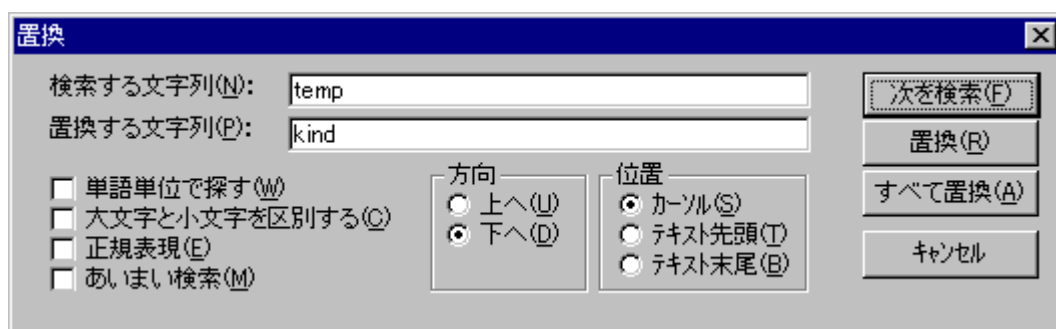 置換
検索する文字列(N):
temp
置換する文字列(P):
kind
単語単位で探す(W)
大文字と小文字を区別する(C)
正規表現(E)
あいまい検索(M)
方向
上へ(U)
下へ(D)
位置
カーソル(S)
テキスト先頭(T)
テキスト末尾(B)
次を検索(F)
置換(R)
すべて置換(A)
キャンセル